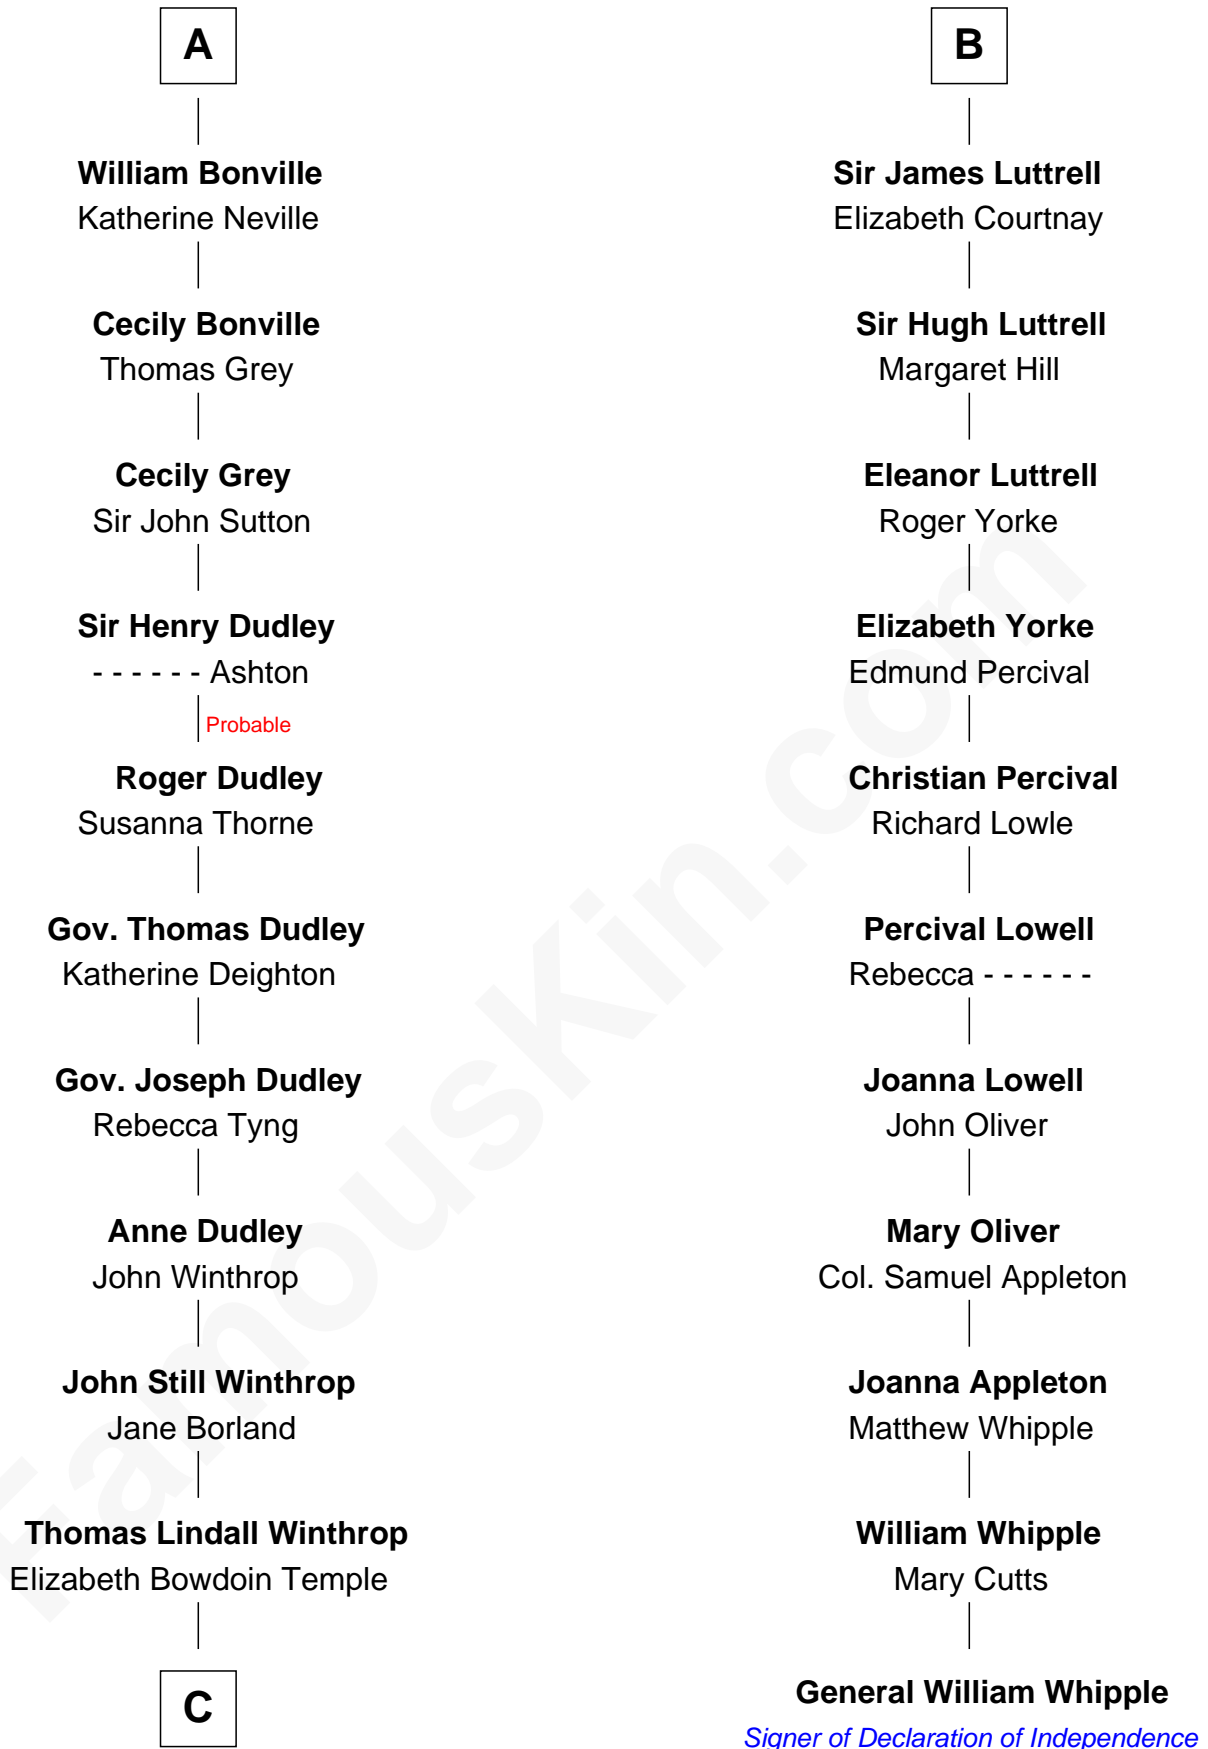 A
William Bonville
Katherine Neville
Cecily Bonville
Thomas Grey
Cecily Grey
Sir John Sutton
Sir Henry Dudley
- - - - - - Ashton
Probable
Roger Dudley
Susanna Thorne
Gov. Thomas Dudley
Katherine Deighton
Gov. Joseph Dudley
Rebecca Tyng
Anne Dudley
John Winthrop
John Still Winthrop
Jane Borland
Thomas Lindall Winthrop
Elizabeth Bowdoin Temple
C
B
Sir James Luttrell
Elizabeth Courtnay
Sir Hugh Luttrell
Margaret Hill
Eleanor Luttrell
Roger Yorke
Elizabeth Yorke
Edmund Percival
Christian Percival
Richard Lowle
Percival Lowell
Rebecca - - - - - -
Joanna Lowell
John Oliver
Mary Oliver
Col. Samuel Appleton
Joanna Appleton
Matthew Whipple
William Whipple
Mary Cutts
General William Whipple
Signer of Declaration of Independence
FamousKin.com